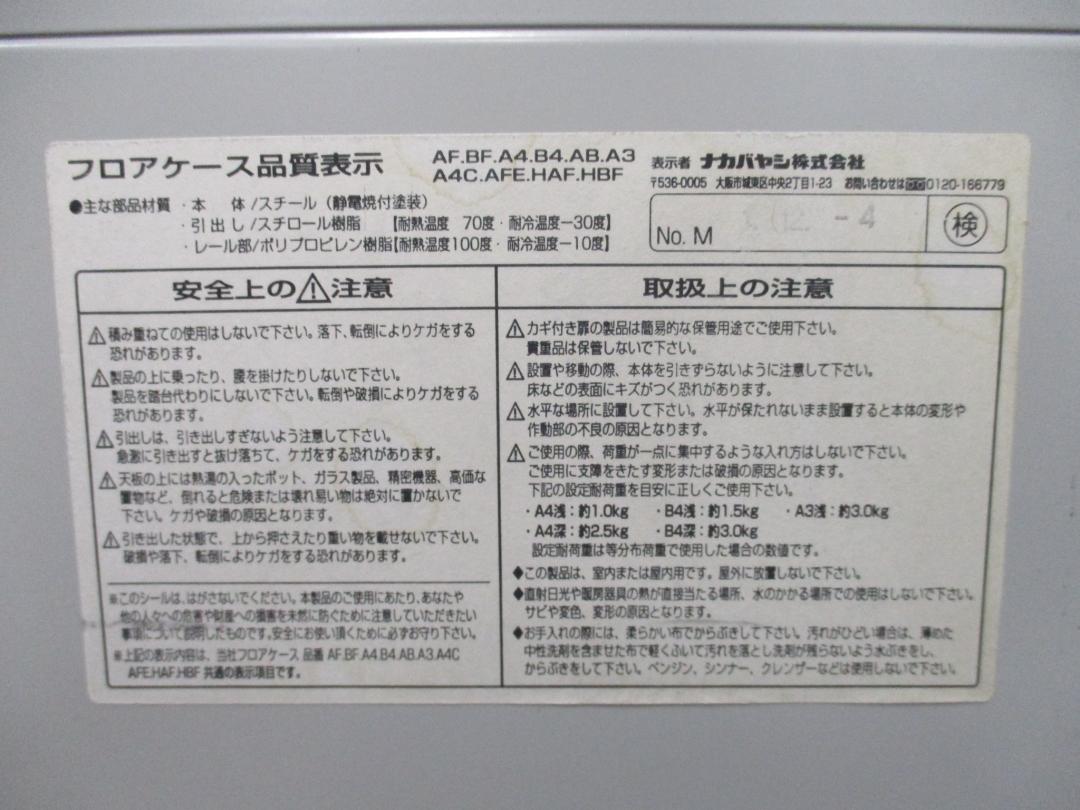 フロアケース品質表示
AF.BF.A4.B4.AB.A3
A4C.AFE.HAF.HBF
表示者 ナカバヤシ株式会社
〒536-0005 大阪市城東区中央2丁目1-23 お問い合わせは 0120-166779
●主な部品材質 ・本 体/スチール（静電焼付塗装）
・引出し/スチロール樹脂 【耐熱温度 70度・耐冷温度－30度】
・レール部/ポリプロピレン樹脂【耐熱温度100度・耐冷温度－10度】
No. M
-4
検
安全上の⚠注意
⚠積み重ねての使用はしないで下さい。落下、転倒によりケガをする
恐れがあります。
⚠製品の上に乗ったり、腰を掛けたりしないで下さい。
製品を踏台代わりにしないで下さい。転倒や破損によりケガをする
恐れがあります。
⚠引出しは、引き出しすぎないよう注意して下さい。
急激に引き出すと抜け落ちて、ケガをする恐れがあります。
⚠天板の上には熱湯の入ったポット、ガラス製品、精密機器、高価な
置物など、倒れると危険または壊れ易い物は絶対に置かないで
下さい。ケガや破損の原因となります。
⚠引き出した状態で、上から押さえたり重い物を載せないで下さい。
破損や落下、転倒によりケガをする恐れがあります。
※このシールは、はがさないでください。本製品のご使用にあたり、あなたや
他の人々への危害や財産への損害を未然に防ぐために注意していただきたい
事項について説明したものです。安全にお使い頂くために必ずお守り下さい。
※上記の表示内容は、当社フロアケース 品番 AF.BF.A4.B4.AB.A3.A4C
AFE.HAF.HBF 共通の表示項目です。
取扱上の注意
⚠カギ付き扉の製品は簡易的な保管用途でご使用下さい。
貴重品は保管しないで下さい。
⚠設置や移動の際、本体を引きずらないように注意して下さい。
床などの表面にキズがつく恐れがあります。
⚠水平な場所に設置して下さい。水平が保たれないまま設置すると本体の変形や
作動部の不良の原因となります。
⚠ご使用の際、荷重が一点に集中するような入れ方はしないで下さい。
ご使用に支障をきたす変形または破損の原因となります。
下記の設定耐荷重を目安に正しくご使用下さい。
・A4浅：約1.0kg ・B4浅：約1.5kg ・A3浅：約3.0kg
・A4深：約2.5kg ・B4深：約3.0kg
設定耐荷重は等分布荷重で使用した場合の数値です。
◆この製品は、室内または屋内用です。屋外に放置しないで下さい。
◆直射日光や暖房器具の熱が直接当たる場所、水のかかる場所での使用はしないで下さい。
サビや変色、変形の原因となります。
◆お手入れの際には、柔らかい布でからぶきして下さい。汚れがひどい場合は、薄めた
中性洗剤を含ませた布で軽くふいて汚れを落とし洗剤が残らないよう水ぶきをし、
からぶきをして下さい。ベンジン、シンナー、クレンザーなどは使用しないで下さい。